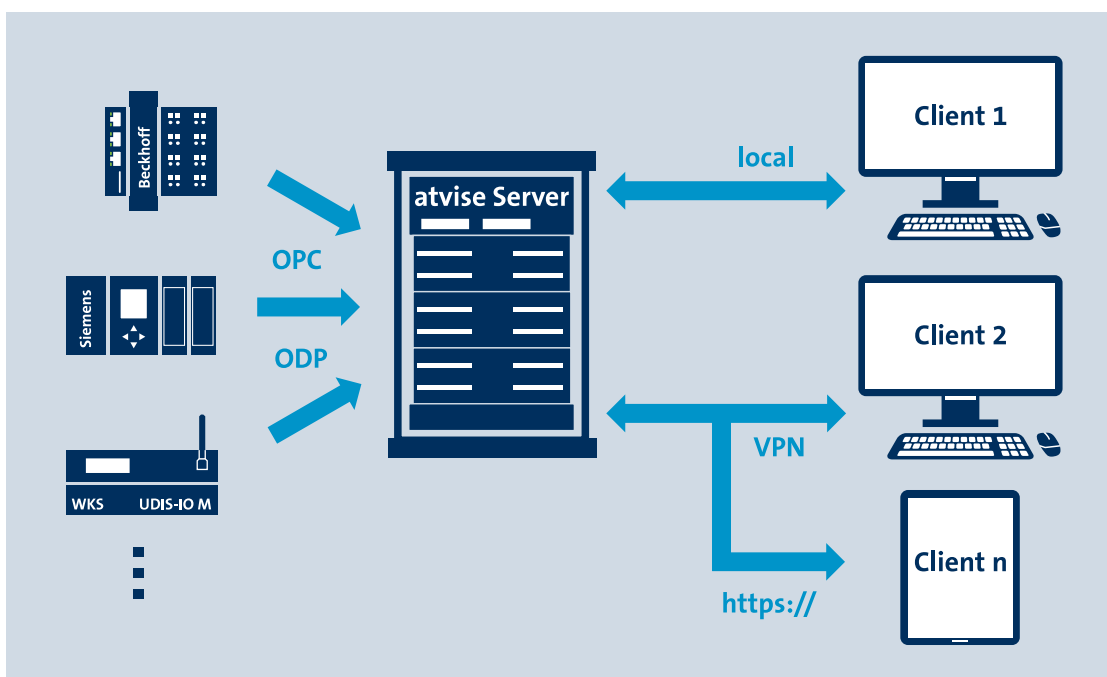 Beckhoff
Siemens
WKS UDIS-IO M
OPC
ODP
atvise Server
local
VPN
https://
Client 1
Client 2
Client n